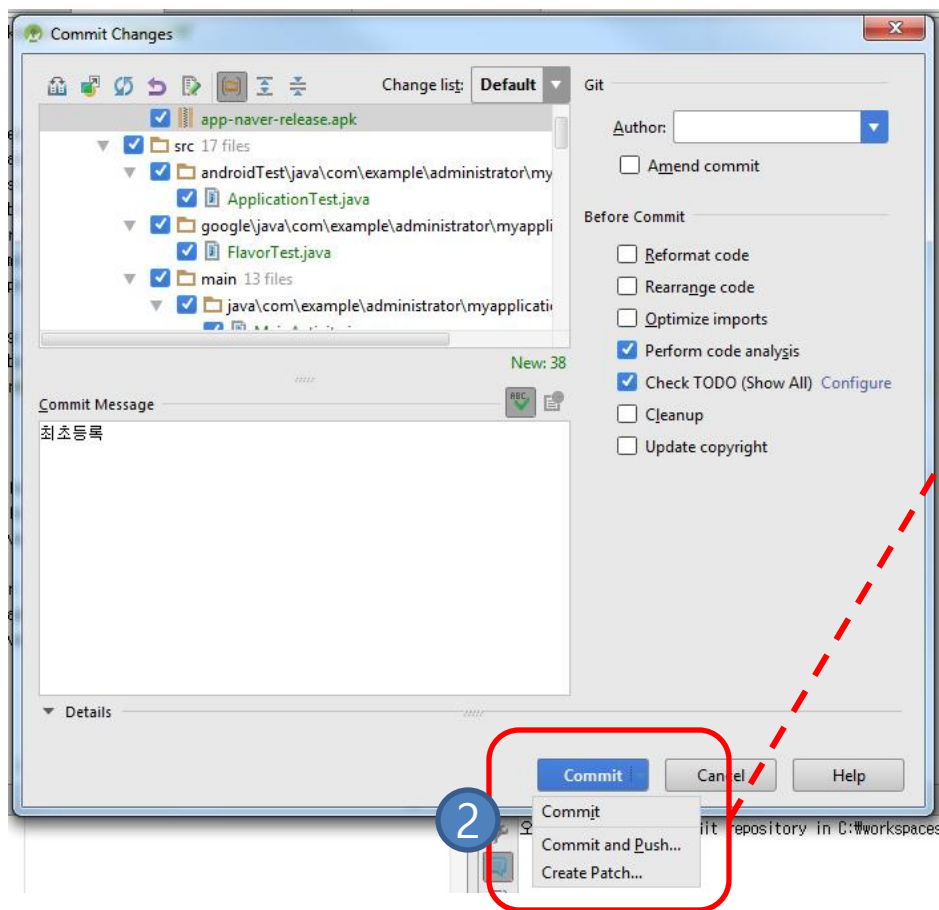 Commit Changes
Change list: Default
app-naver-release.apk
src 17 files
androidTest\java\com\example\administrator\my
ApplicationTest.java
google\java\com\example\administrator\myappli
FlavorTest.java
main 13 files
java\com\example\administrator\myapplicati
New: 38
Commit Message
ABC
최초등록
Git
Author:
Amend commit
Before Commit
Reformat code
Rearrange code
Optimize imports
Perform code analysis
Check TODO (Show All) Configure
Cleanup
Update copyright
Details
Commit Cancel Help
2
Commit
Commit and Push...
Create Patch...
repository in C:₩workspaces